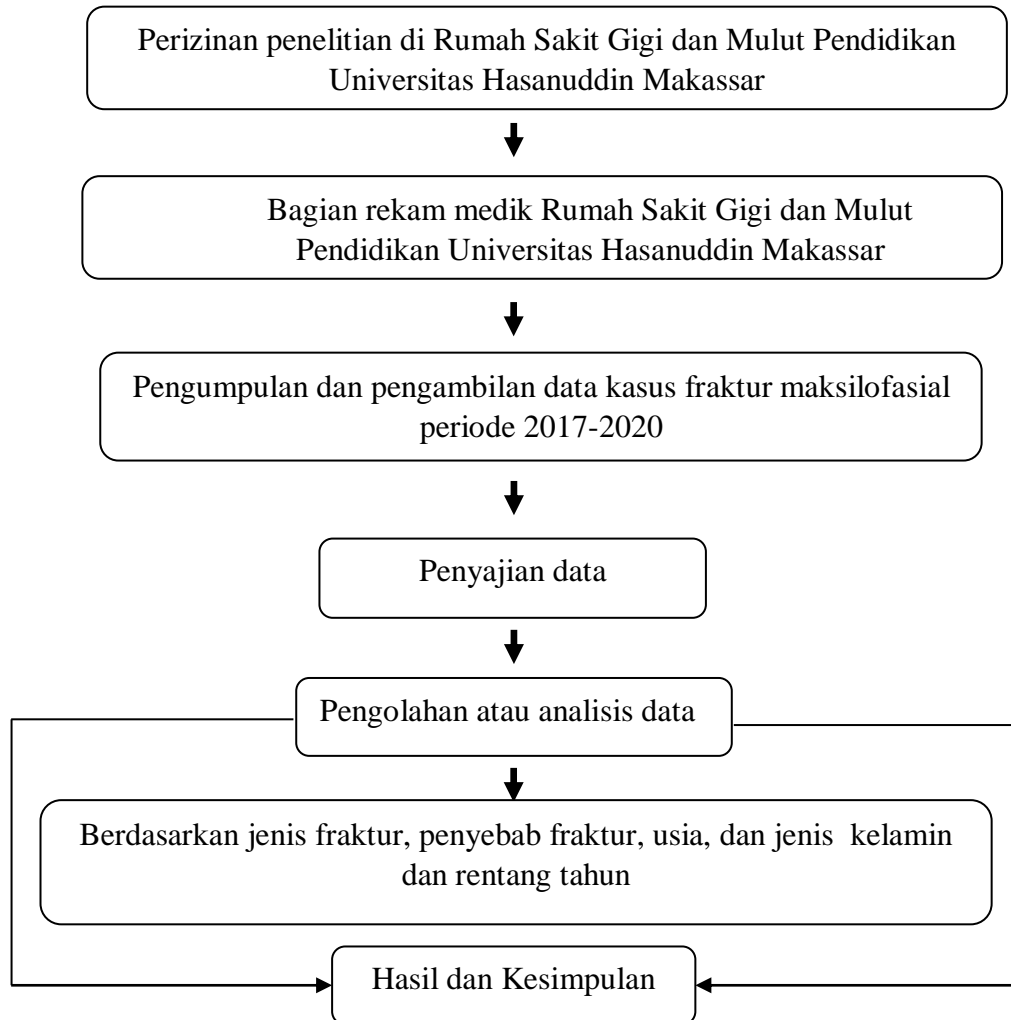 Perizinan penelitian di Rumah Sakit Gigi dan Mulut Pendidikan
Universitas Hasanuddin Makassar
Bagian rekam medik Rumah Sakit Gigi dan Mulut
Pendidikan Universitas Hasanuddin Makassar
Pengumpulan dan pengambilan data kasus fraktur maksilofasial
periode 2017-2020
Penyajian data
Pengolahan atau analisis data
Berdasarkan jenis fraktur, penyebab fraktur, usia, dan jenis kelamin
dan rentang tahun
Hasil dan Kesimpulan